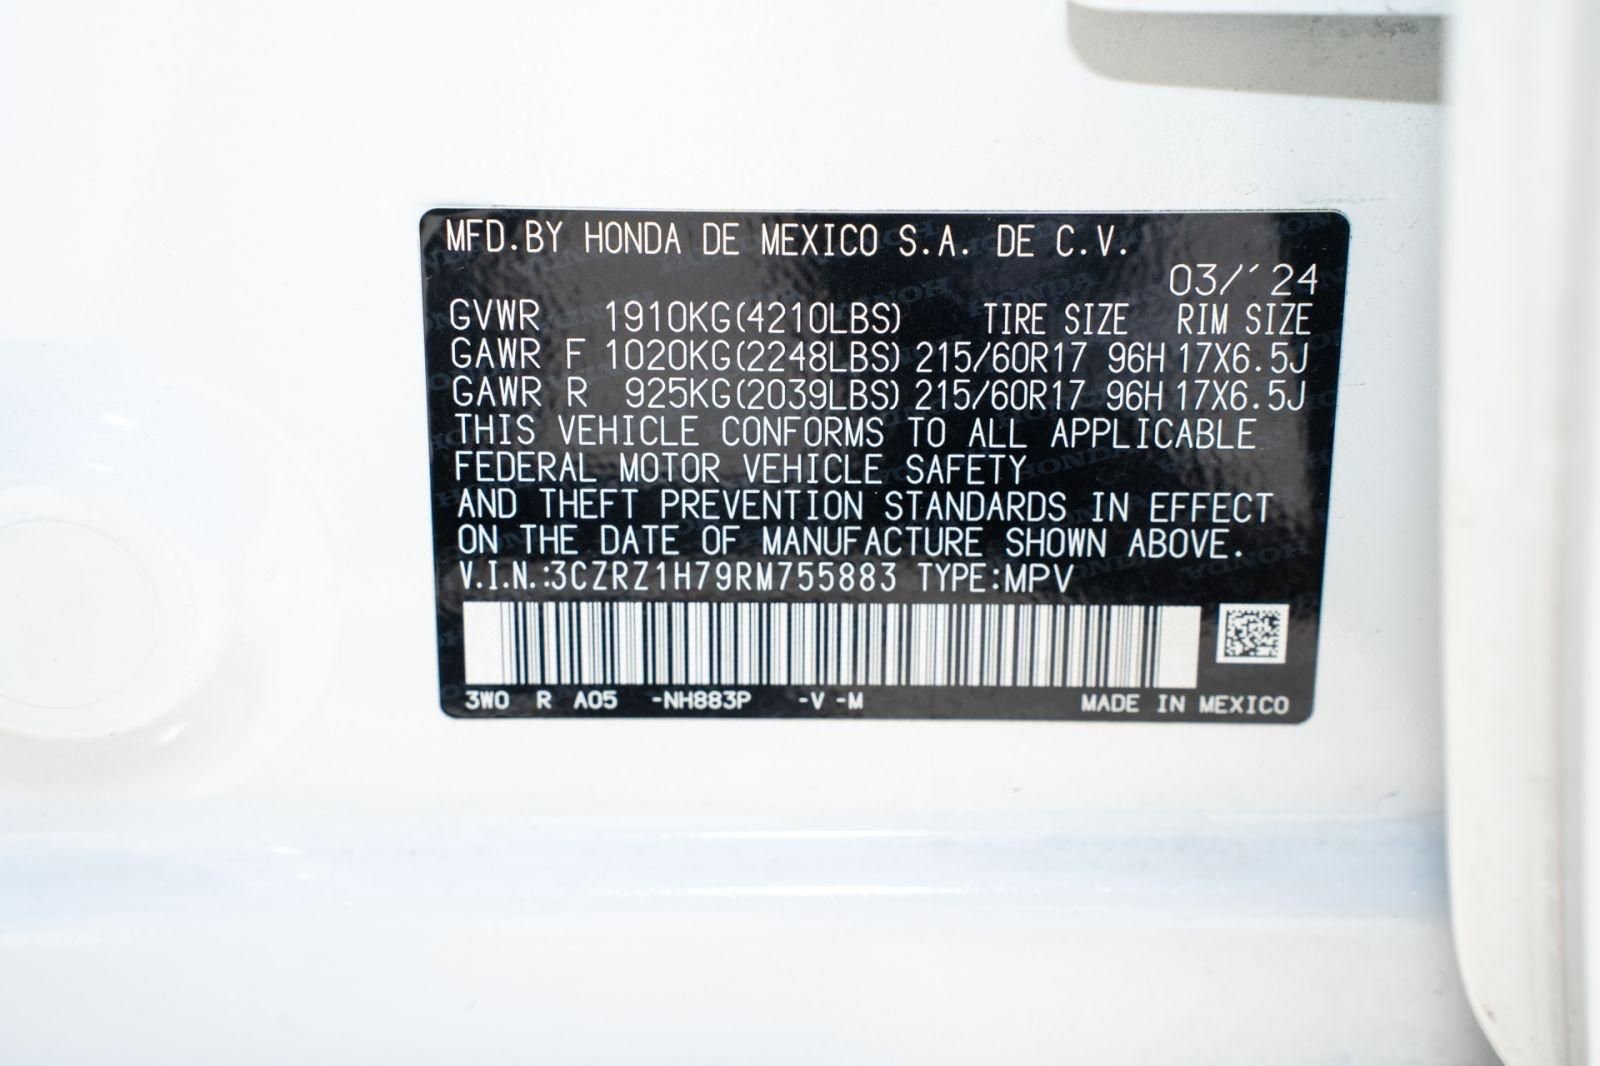 MFD.BY HONDA DE MEXICO S.A. DE C.V.
03/´24
GVWR 1910KG(4210LBS) TIRE SIZE RIM SIZE
GAWR F 1020KG(2248LBS) 215/60R17 96H 17X6.5J
GAWR R 925KG(2039LBS) 215/60R17 96H 17X6.5J
THIS VEHICLE CONFORMS TO ALL APPLICABLE
FEDERAL MOTOR VEHICLE SAFETY
AND THEFT PREVENTION STANDARDS IN EFFECT
ON THE DATE OF MANUFACTURE SHOWN ABOVE.
V.I.N.:3CZRZ1H79RM755883 TYPE:MPV
3W0 R A05 -NH883P -V -M MADE IN MEXICO